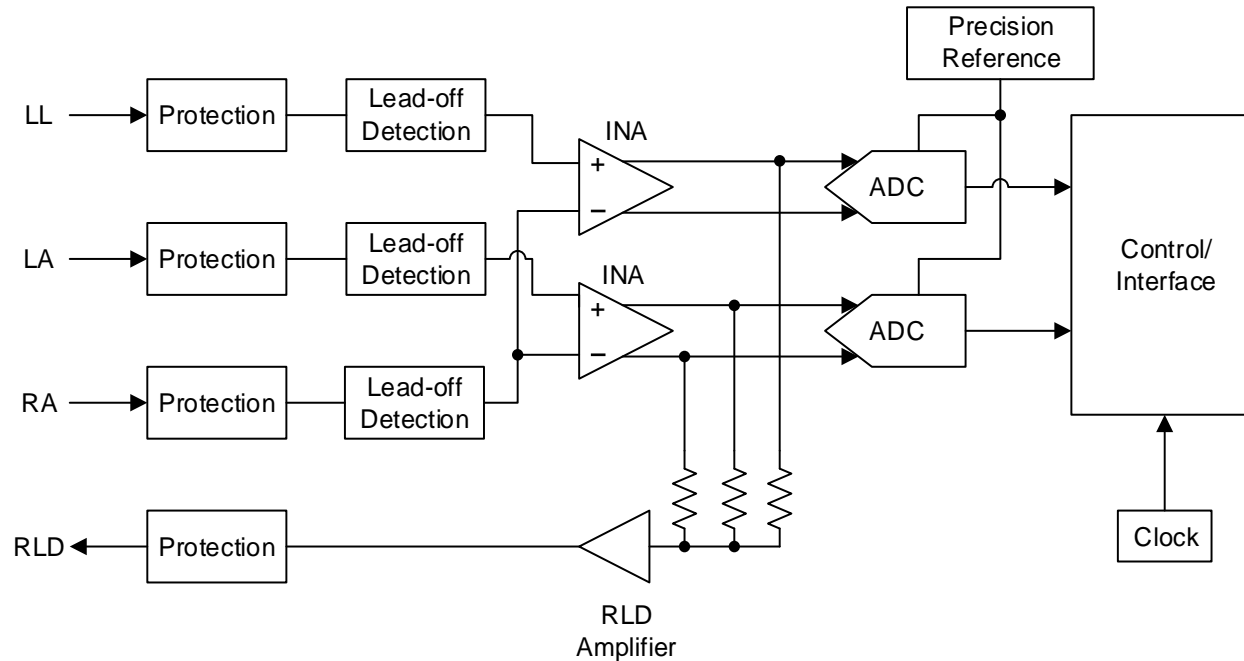 Precision
Reference
LL
Protection
Lead-off
Detection
INA
+
−
ADC
LA
Protection
Lead-off
Detection
INA
+
−
ADC
Control/
Interface
RA
Protection
Lead-off
Detection
RLD
Protection
RLD
Amplifier
Clock